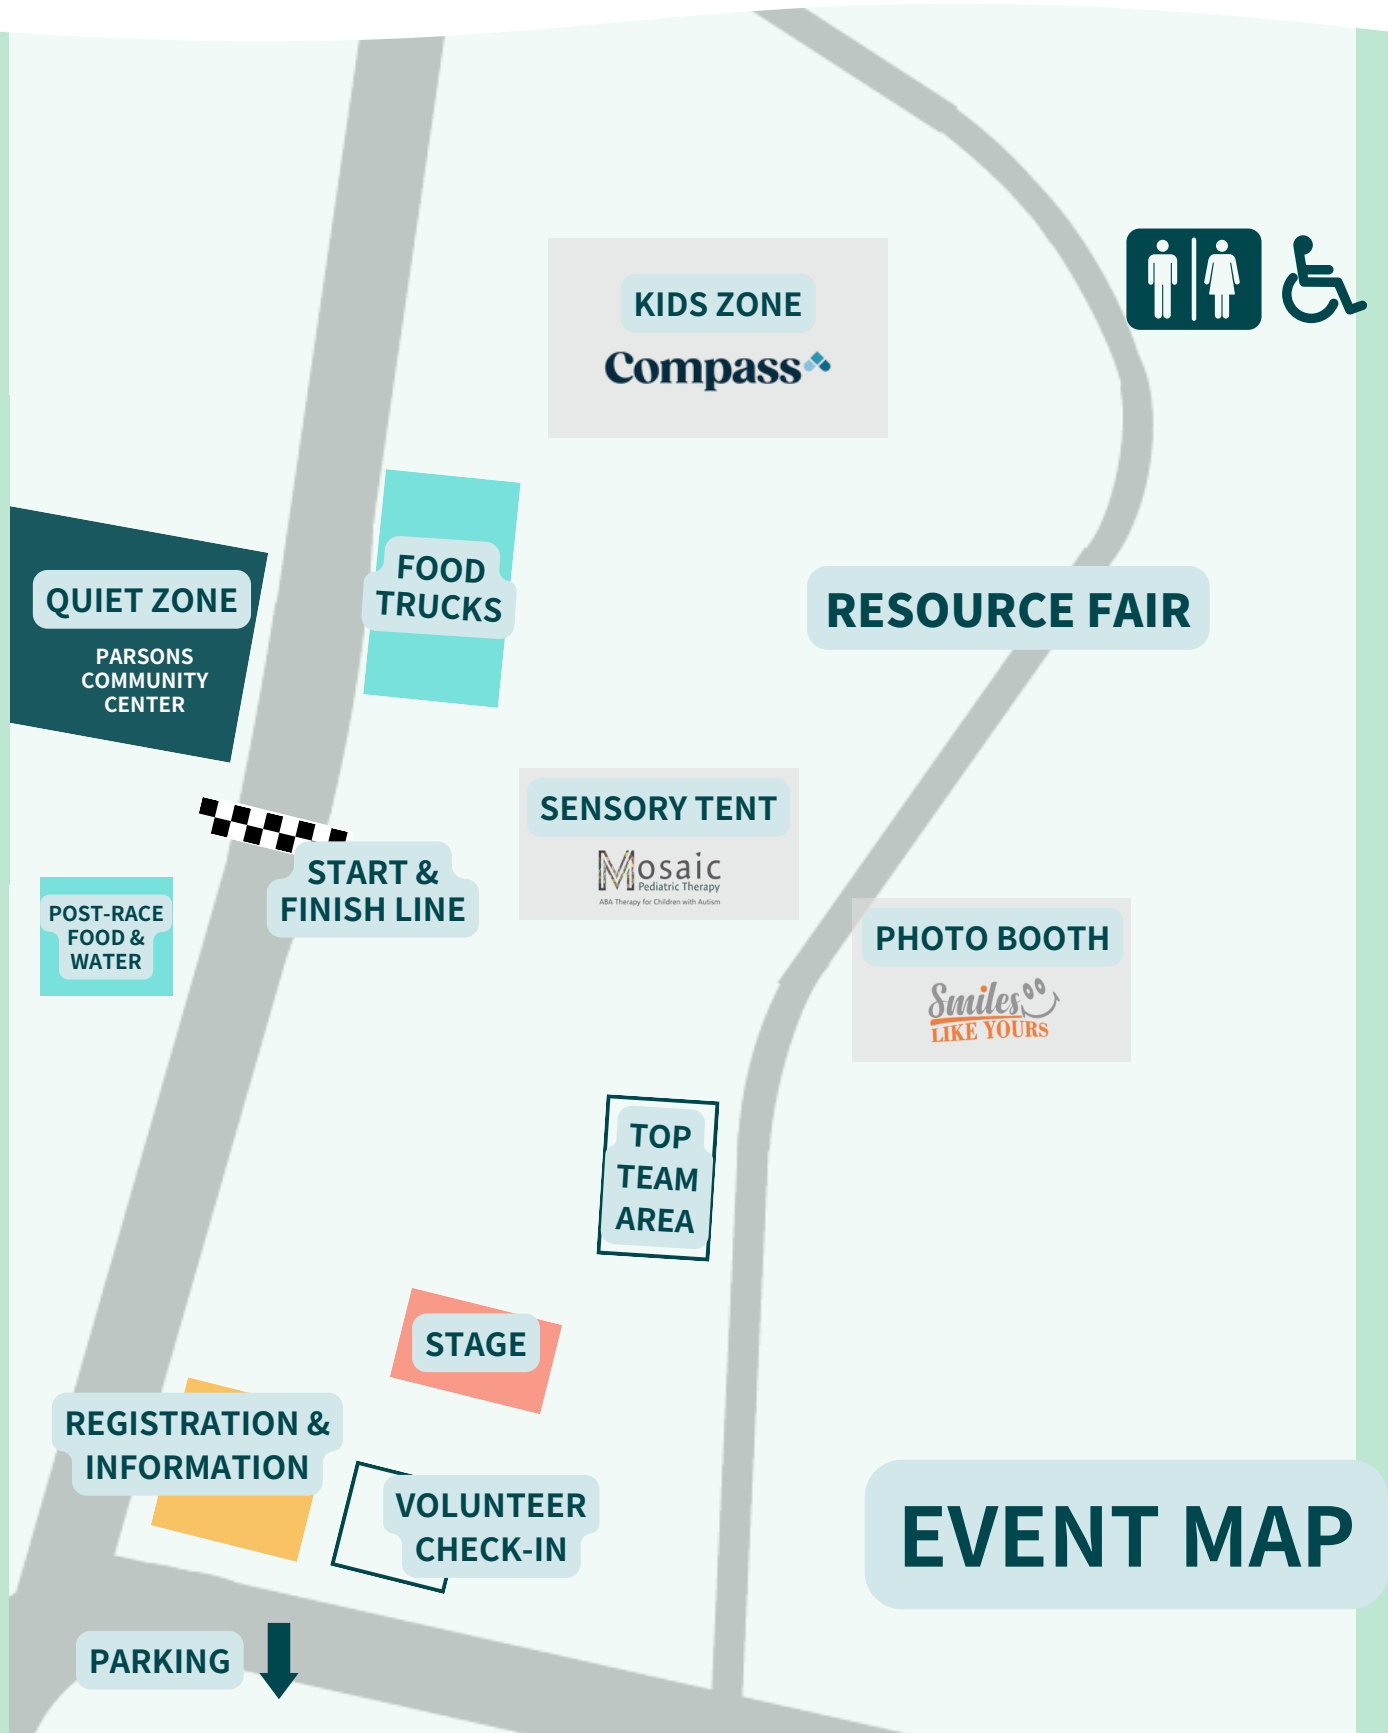 KIDS ZONE
Compass
FOOD
TRUCKS
QUIET ZONE
PARSONS
COMMUNITY
CENTER
RESOURCE FAIR
SENSORY TENT
Mosaic
Pediatric Therapy
ABA Therapy for Children with Autism
START &
FINISH LINE
POST-RACE
FOOD &
WATER
PHOTO BOOTH
Smiles
LIKE YOURS
TOP
TEAM
AREA
STAGE
REGISTRATION &
INFORMATION
VOLUNTEER
CHECK-IN
EVENT MAP
PARKING